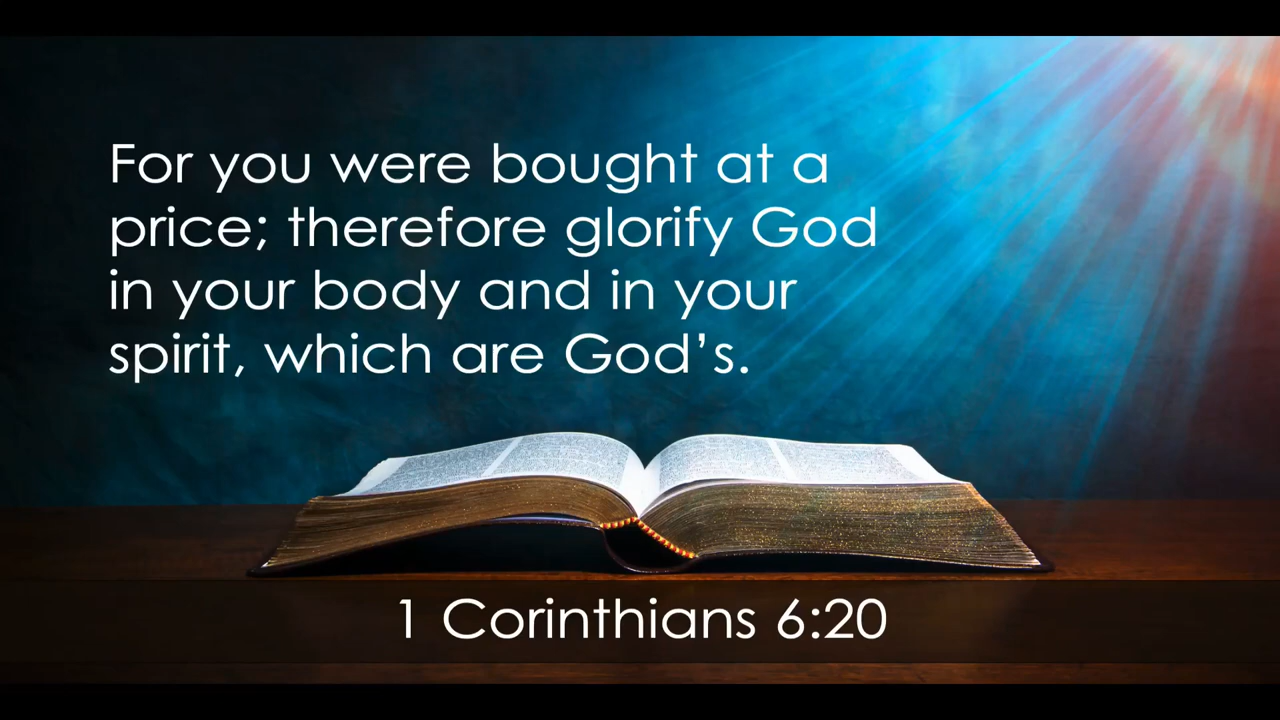 For you were bought at a
price; therefore glorify God
in your body and in your
spirit, which are God’s.
1 Corinthians 6:20